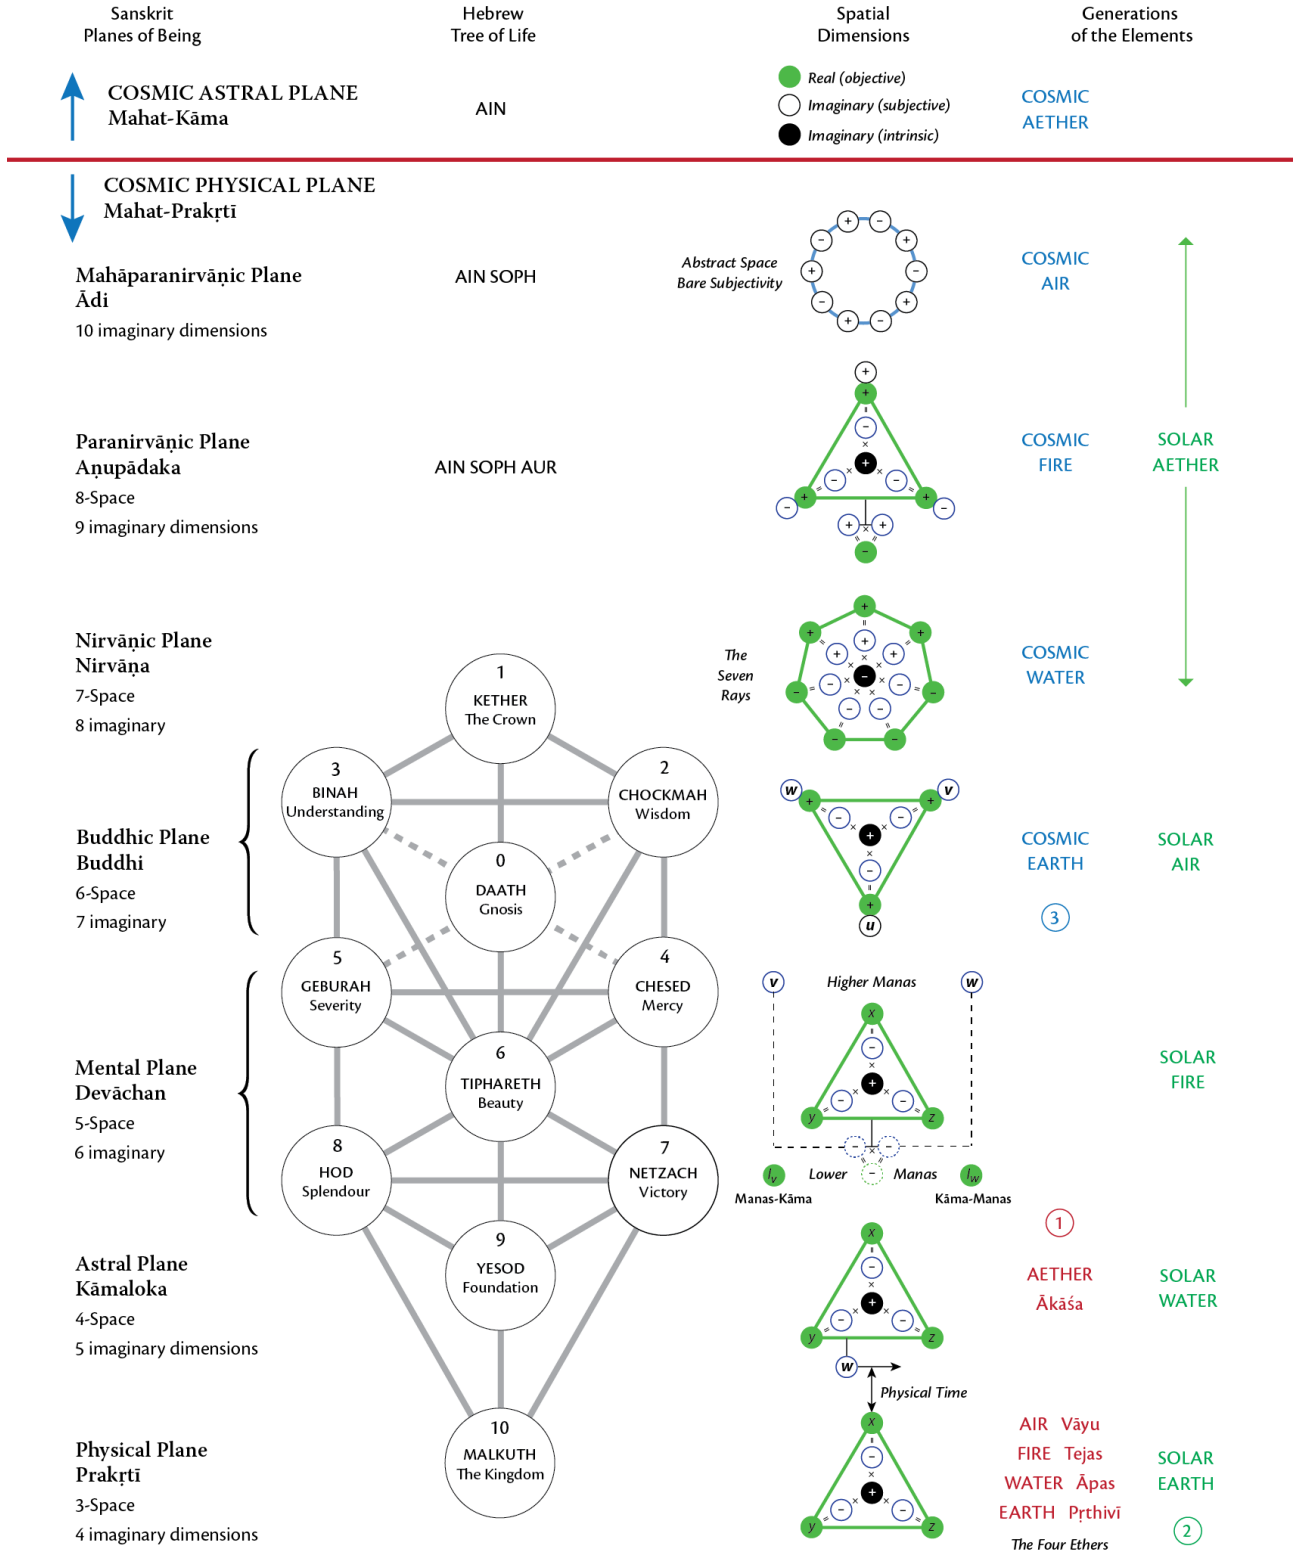 Sanskrit
Planes of Being
Hebrew
Tree of Life
Spatial
Dimensions
Generations
of the Elements
COSMIC ASTRAL PLANE
Mahat-Kāma
AIN
Real (objective)
Imaginary (subjective)
Imaginary (intrinsic)
COSMIC
AETHER
COSMIC PHYSICAL PLANE
Mahat-Prakṛtī
Mahāparanirvāṇic Plane
Ādi
10 imaginary dimensions
AIN SOPH
Abstract Space
Bare Subjectivity
+ −
− +
+ −
− +
+ −
COSMIC
AIR
Paranirvāṇic Plane
Aṇupādaka
8-Space
9 imaginary dimensions
AIN SOPH AUR
+
+
=
−
×
+
× ×
− −
= =
+ +
− −
+ × +
= =
−
COSMIC
FIRE
SOLAR
AETHER
Nirvāṇic Plane
Nirvāṇa
7-Space
8 imaginary
The
Seven
Rays
+
+ = +
= + =
+ × +
× − ×
− = − × × − = −
− −
= =
− −
COSMIC
WATER
1
KETHER
The Crown
3
BINAH
Understanding
2
CHOCKMAH
Wisdom
Buddhic Plane
Buddhi
6-Space
7 imaginary
0
DAATH
Gnosis
w v
+ +
= =
− −
× ×
+
×
−
=
+
u
COSMIC
EARTH
3
SOLAR
AIR
5
GEBURAH
Severity
4
CHESED
Mercy
Mental Plane
Devāchan
5-Space
6 imaginary
6
TIPHARETH
Beauty
v Higher Manas w
x
=
−
×
+
× ×
− −
= =
y z
− × −
= =
−
lv Lower Manas lw
Manas-Kāma Kāma-Manas
SOLAR
FIRE
8
HOD
Splendour
7
NETZACH
Victory
Astral Plane
Kāmaloka
4-Space
5 imaginary dimensions
9
YESOD
Foundation
x
=
−
×
+
× ×
− −
= =
y z
w
Physical Time
1
AETHER
Ākāśa
SOLAR
WATER
Physical Plane
Prakṛtī
3-Space
4 imaginary dimensions
10
MALKUTH
The Kingdom
x
=
−
×
+
× ×
− −
= =
y z
AIR Vāyu
FIRE Tejas
WATER Āpas
EARTH Pṛthivī
The Four Ethers
SOLAR
EARTH
2